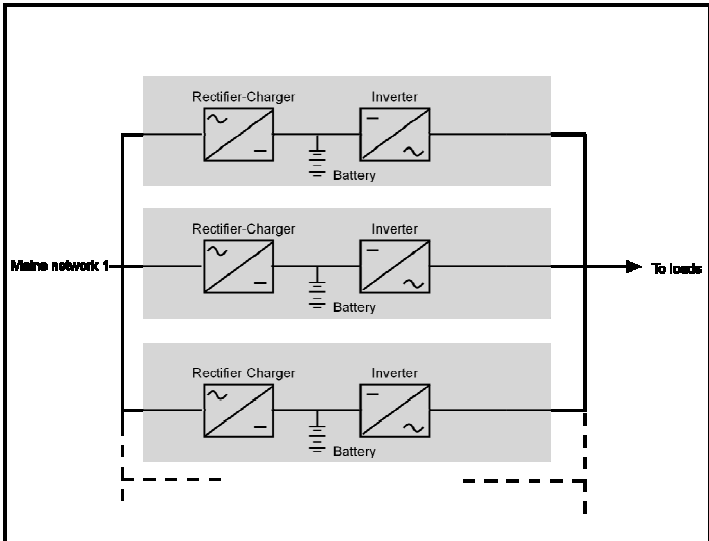 Rectifier-Charger Inverter
Battery
Rectifier-Charger Inverter
Mains network 1 To loads
Battery
Rectifier Charger Inverter
Battery